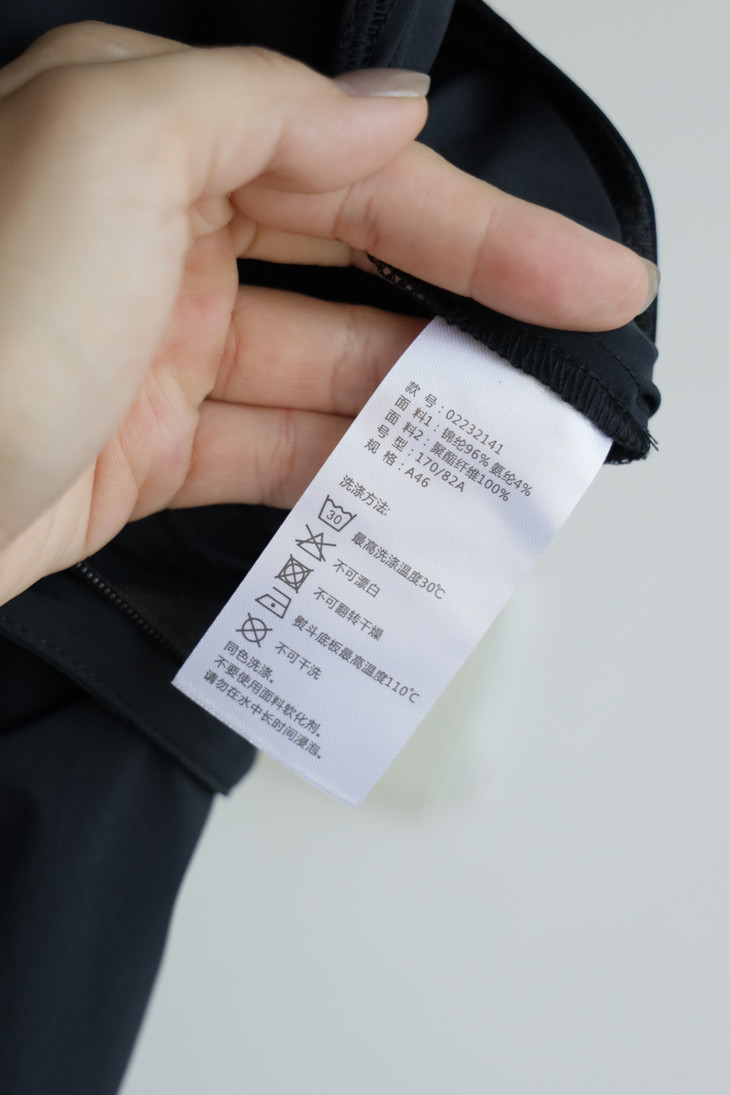 款号:02232141
面料1:锦纶96% 氨纶4%
面料2:聚酯纤维100%
号型:170/82A
规格:A46
洗涤方法:
30
最高洗涤温度30℃
不可漂白
不可翻转干燥
熨斗底板最高温度110℃
不可干洗
同色洗涤。
不要使用面料软化剂。
请勿在水中长时间浸泡。